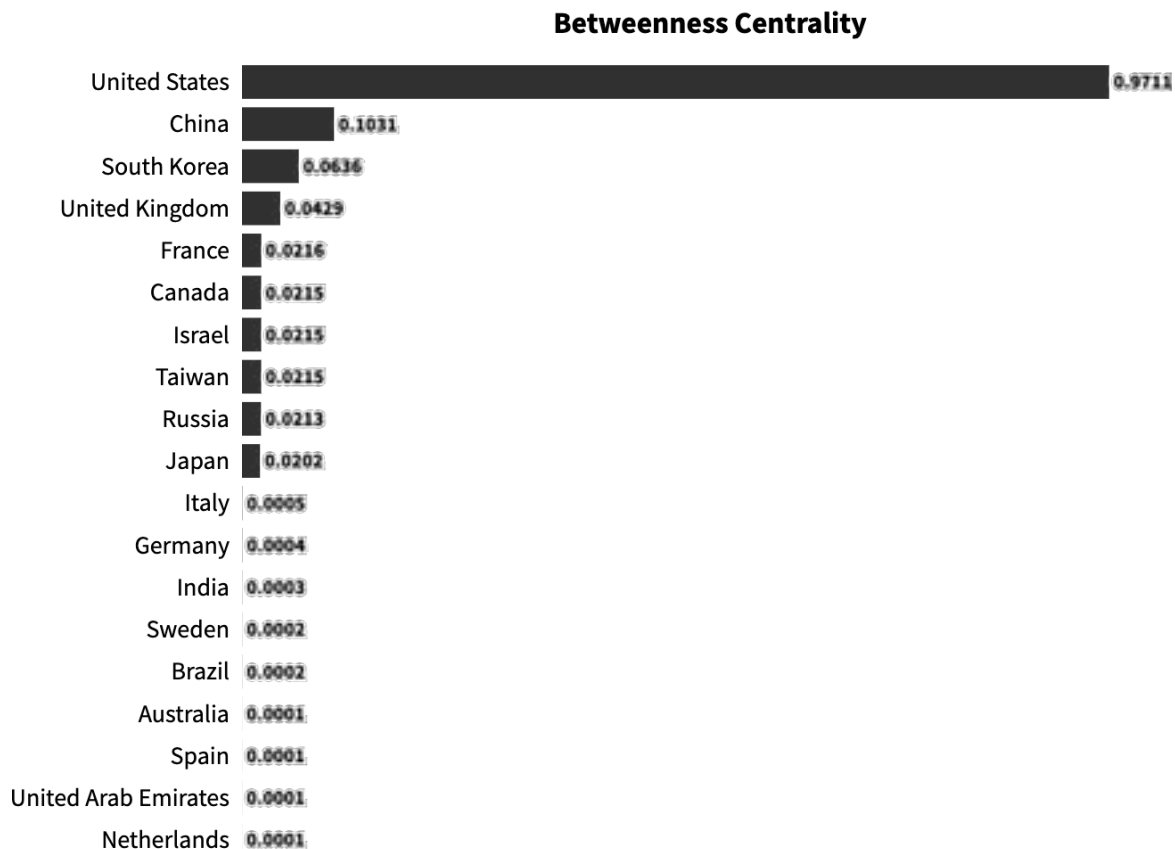 Betweenness Centrality
United States 0.9711
China 0.1031
South Korea 0.0636
United Kingdom 0.0429
France 0.0216
Canada 0.0215
Israel 0.0215
Taiwan 0.0215
Russia 0.0213
Japan 0.0202
Italy 0.0005
Germany 0.0004
India 0.0003
Sweden 0.0002
Brazil 0.0002
Australia 0.0001
Spain 0.0001
United Arab Emirates 0.0001
Netherlands 0.0001